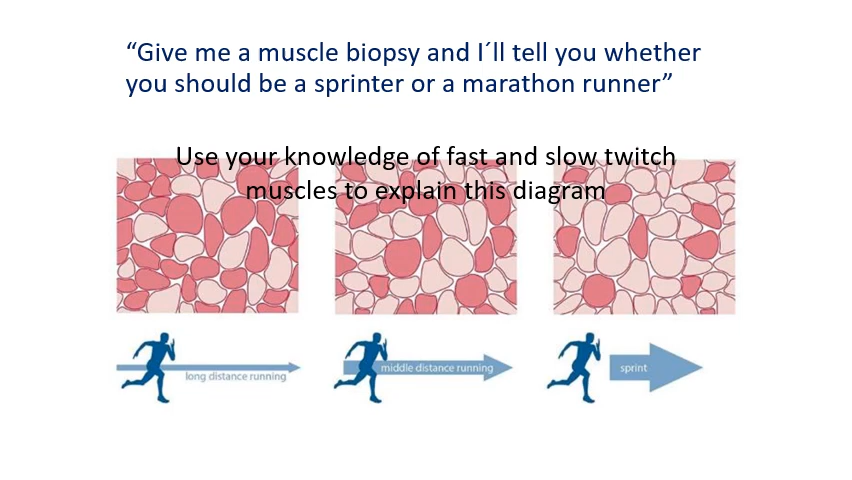 “Give me a muscle biopsy and I´ll tell you whether
you should be a sprinter or a marathon runner”
Use your knowledge of fast and slow twitch
muscles to explain this diagram
long distance running
middle distance running
sprint